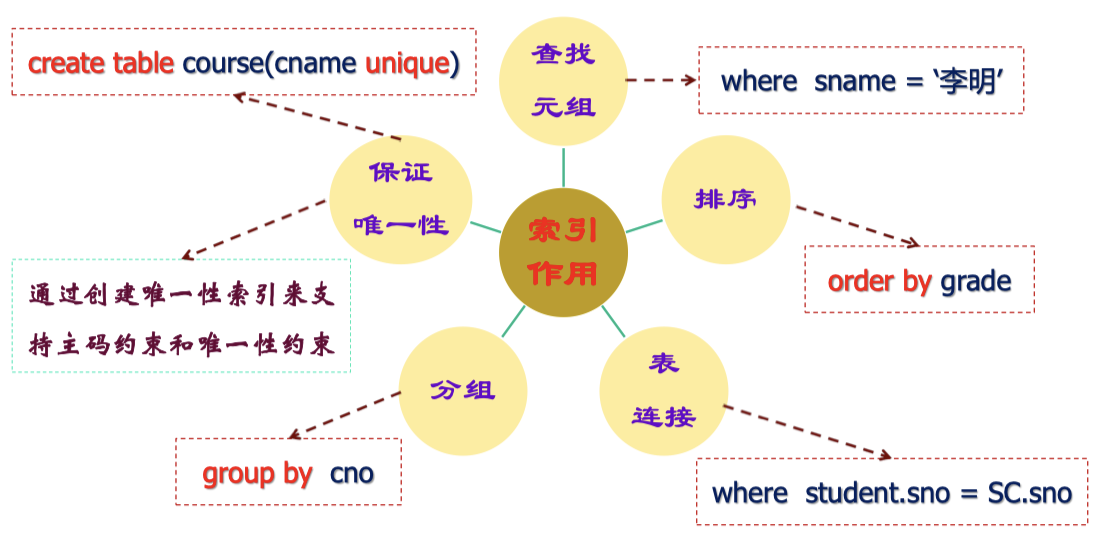 create table course(cname unique)
查找
元组
where sname = ‘李明’
保证
唯一性
排序
索引
作用
order by grade
通过创建唯一性索引来支
持主码约束和唯一性约束
分组
表
连接
group by cno
where student.sno = SC.sno